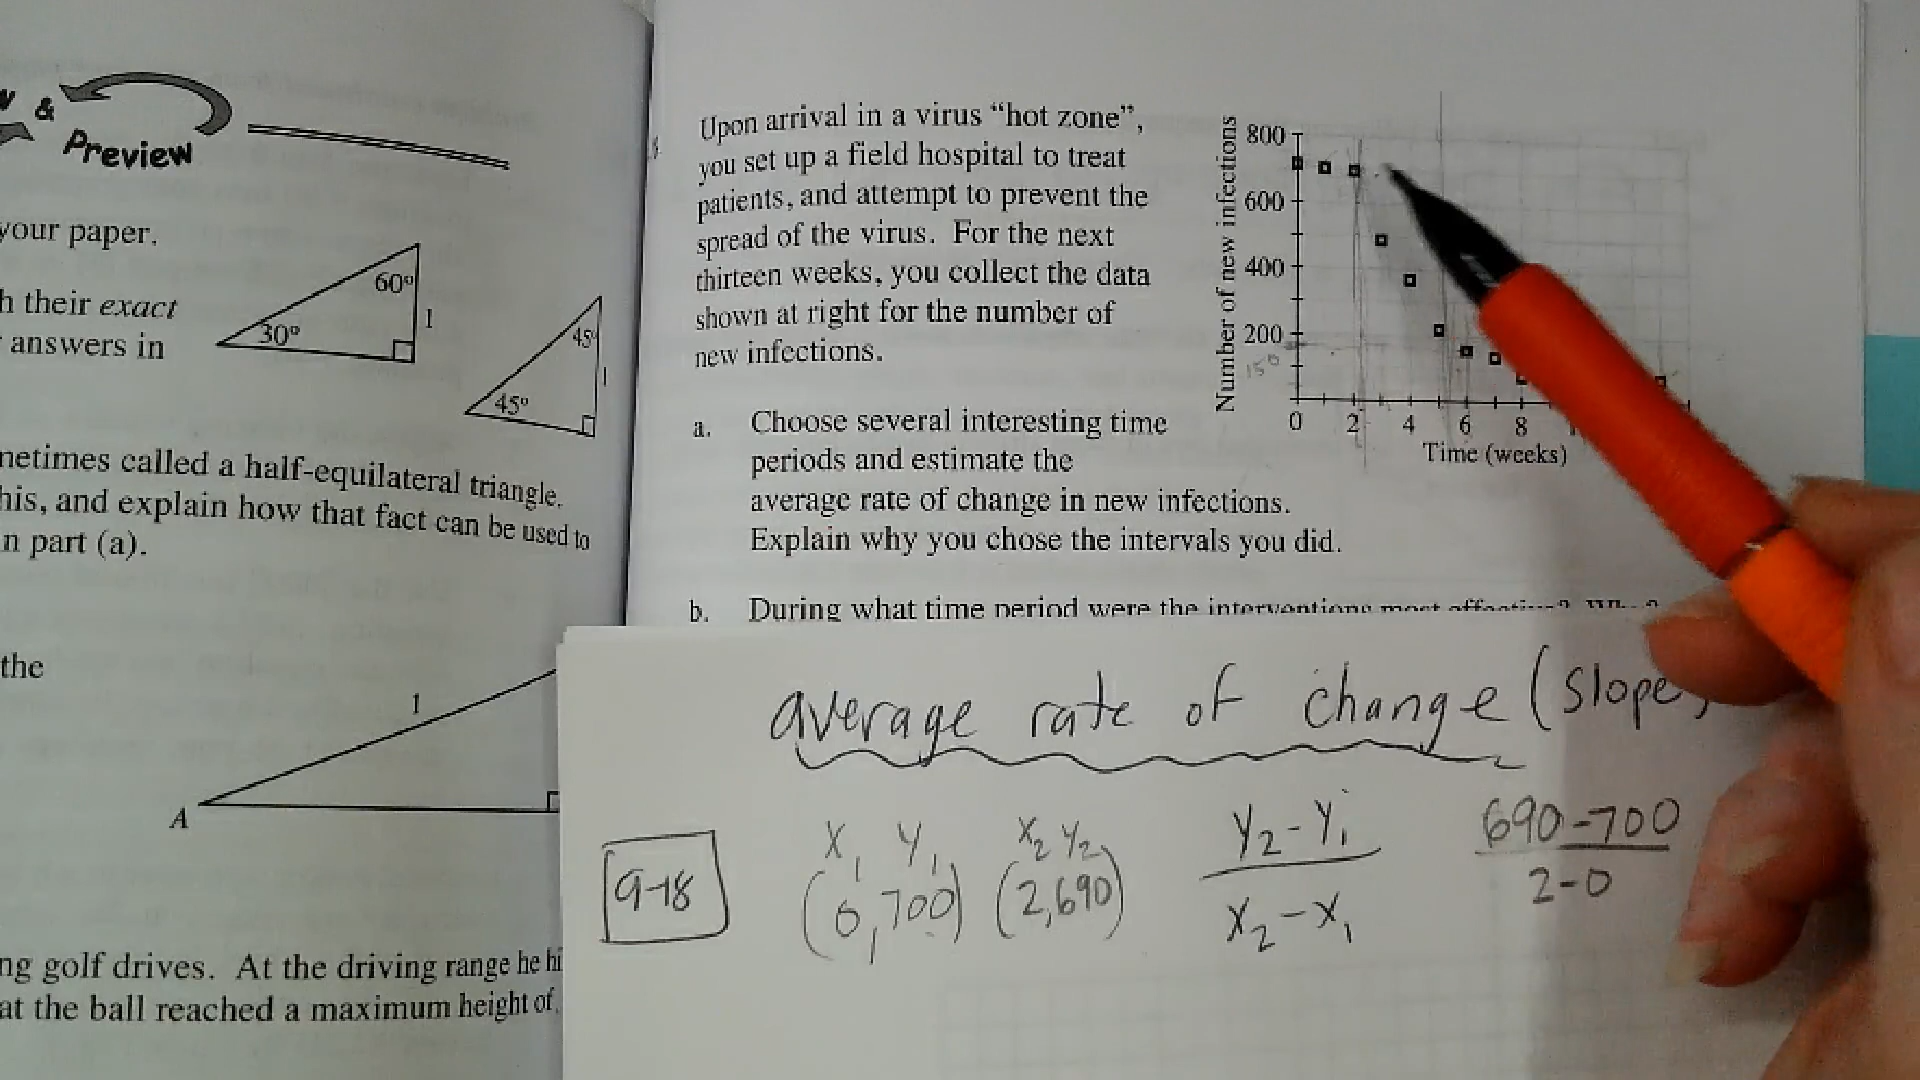 &
Preview
your paper.
h their exact
answers in
60°
1
30°
45°
1
45°
netimes called a half-equilateral triangle.
his, and explain how that fact can be used to
n part (a).
the
1
A
ng golf drives. At the driving range he hi
at the ball reached a maximum height of
Upon arrival in a virus “hot zone”,
you set up a field hospital to treat
patients, and attempt to prevent the
spread of the virus. For the next
thirteen weeks, you collect the data
shown at right for the number of
new infections.
Number of new infections
800
600
400
200
150
0 2 4 6 8
Time (weeks)
a. Choose several interesting time
periods and estimate the
average rate of change in new infections.
Explain why you chose the intervals you did.
b. During what time period were the interventions most effective?
average rate of change (slope
9-18
x₁ y₁ x₂ y₂
(0,700) (2,690)
y₂-y₁
x₂-x₁
690-700
2-0